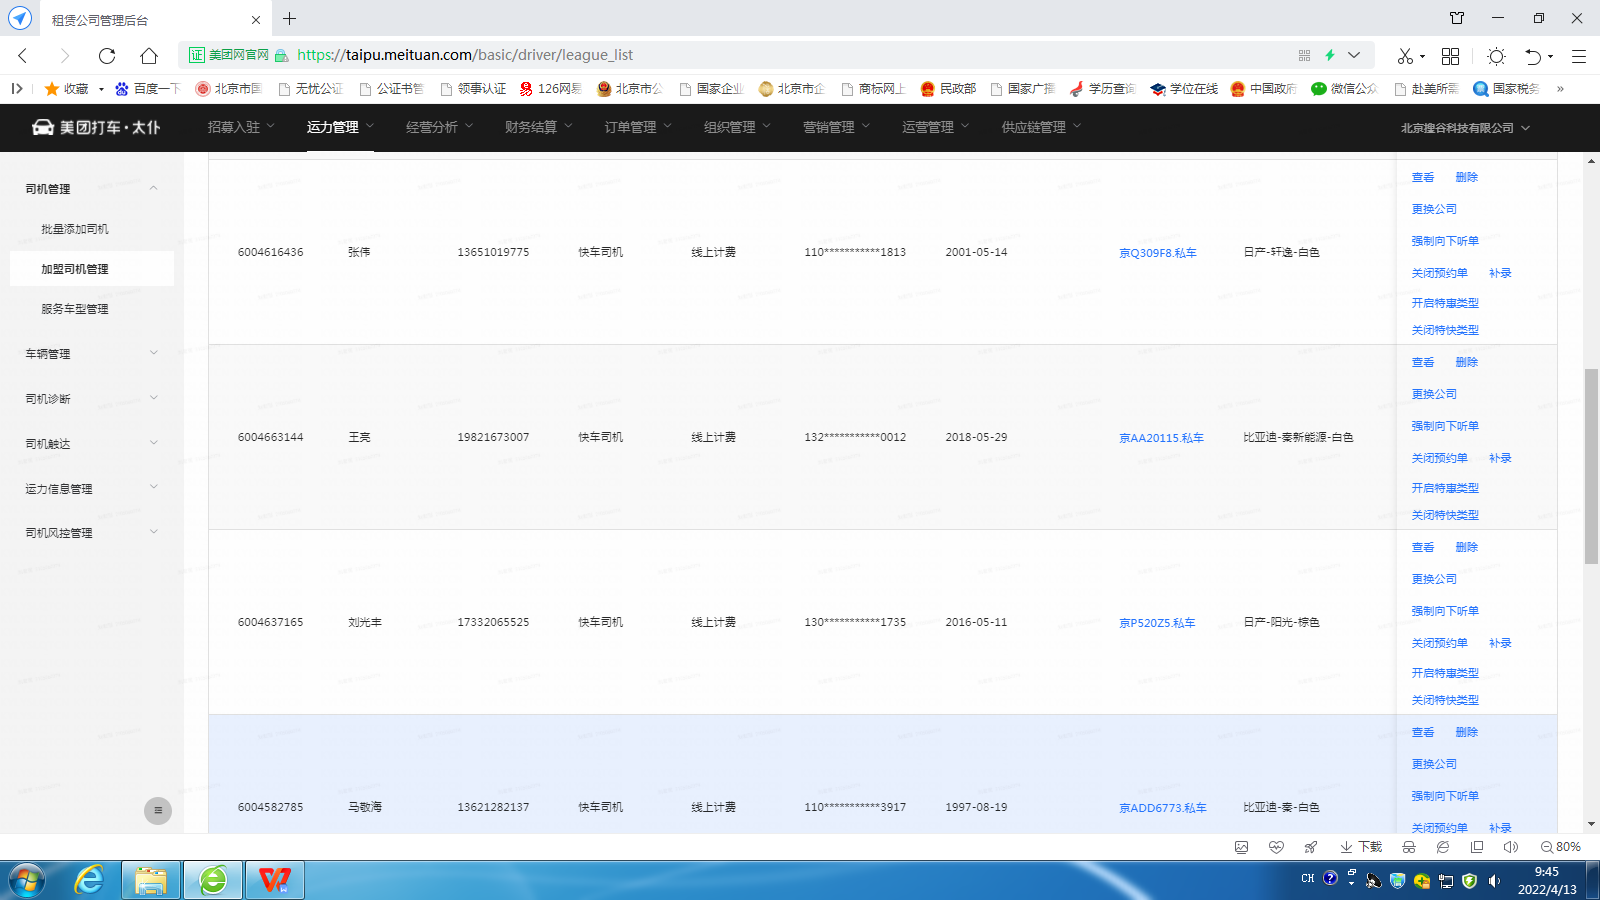 租赁公司管理后台
证 美团网官网 https://taipu.meituan.com/basic/driver/league_list
收藏 百度一下 北京市国 无忧公证 公证书管 领事认证 126网易 北京市公 国家企业 北京市企 商标网上 民政部 国家广播 学历查询 学位在线 中国政府 微信公众 赴美所需 国家税务 »
美团打车·太仆 招募入驻 运力管理 经营分析 财务结算 订单管理 组织管理 营销管理 运营管理 供应链管理 北京搜谷科技有限公司
司机管理
批量添加司机
加盟司机管理
服务车型管理
车辆管理
司机诊断
司机触达
运力信息管理
司机风控管理
查看 删除
更换公司
强制向下听单
6004616436 张伟 13651019775 快车司机 线上计费 110***********1813 2001-05-14 京Q309F8.私车 日产-轩逸-白色
关闭预约单 补录
开启特惠类型
关闭特快类型
查看 删除
更换公司
强制向下听单
6004663144 王亮 19821673007 快车司机 线上计费 132***********0012 2018-05-29 京AA20115.私车 比亚迪-秦新能源-白色
关闭预约单 补录
开启特惠类型
关闭特快类型
查看 删除
更换公司
强制向下听单
6004637165 刘光丰 17332065525 快车司机 线上计费 130***********1735 2016-05-11 京P520Z5.私车 日产-阳光-棕色
关闭预约单 补录
开启特惠类型
关闭特快类型
查看 删除
更换公司
强制向下听单
6004582785 马敬海 13621282137 快车司机 线上计费 110***********3917 1997-08-19 京ADD6773.私车 比亚迪-秦-白色
关闭预约单 补录
下载 80%
CH 9:45
2022/4/13